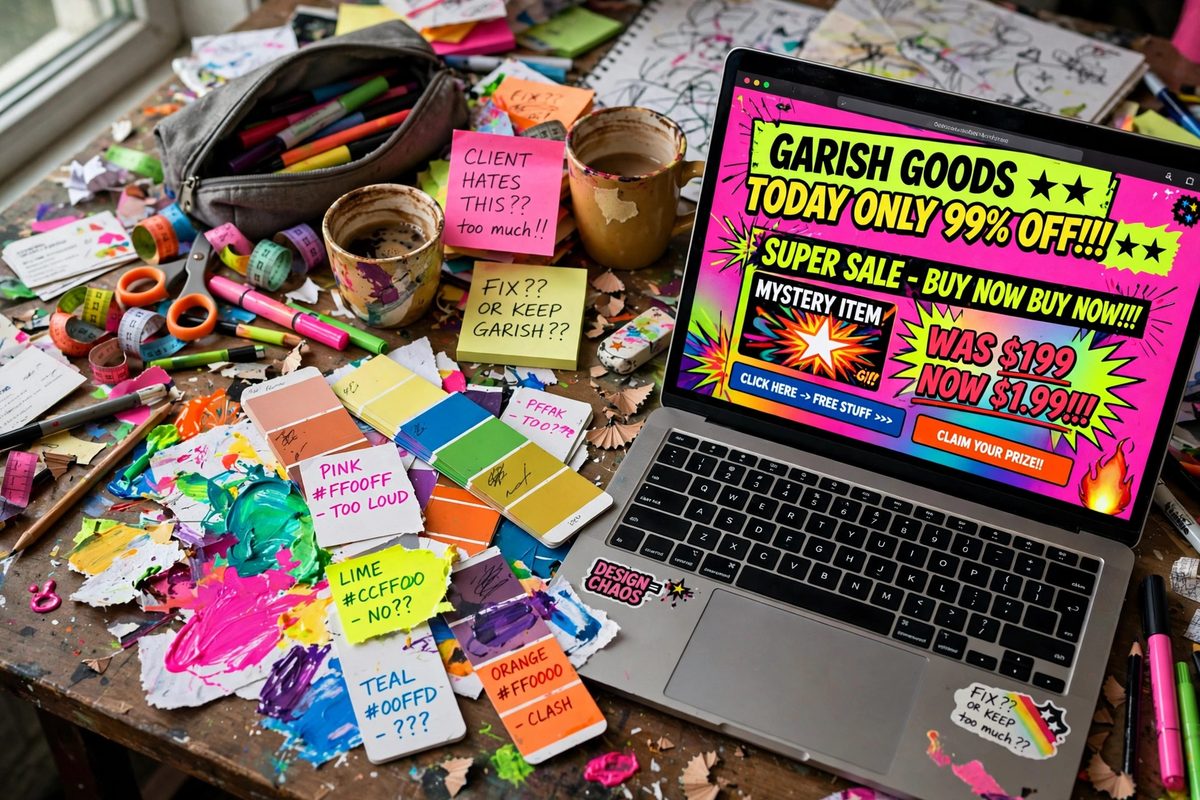 CLIENT
HATES
THIS??
too much!!
FIX??
OR KEEP
GARISH??
PINK
#FF00FF
- TOO LOUD
LIME
#CCFF00
- NO??
TEAL
#00FFD
- ???
ORANGE
#FF0000
- CLASH
GARISH GOODS ★★
TODAY ONLY 99% OFF!!! ★★
SUPER SALE - BUY NOW BUY NOW!!!
MYSTERY ITEM
WAS $199
NOW $1.99!!!
CLICK HERE -> FREE STUFF >>>
CLAIM YOUR PRIZE!!
DESIGN =
CHAOS
FIX??
or KEEP
too much??